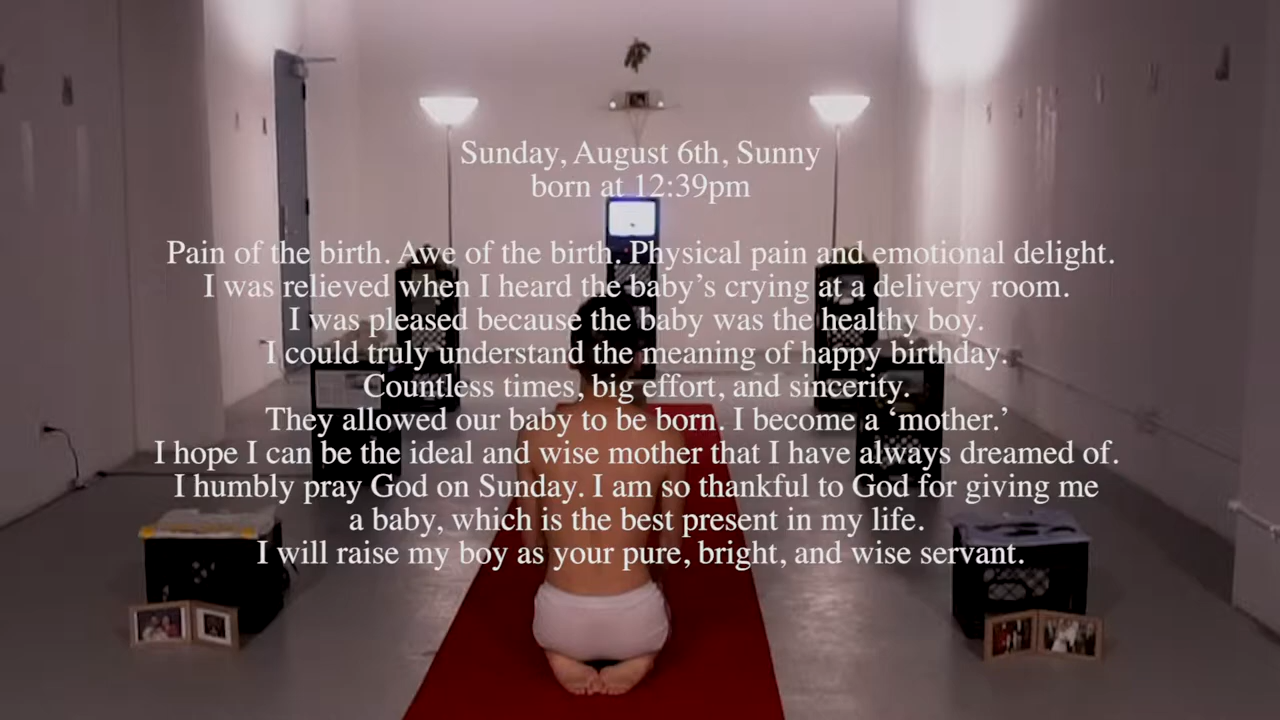 Sunday, August 6th, Sunny
born at 12:39pm
Pain of the birth. Awe of the birth. Physical pain and emotional delight.
I was relieved when I heard the baby's crying at a delivery room.
I was pleased because the baby was the healthy boy.
I could truly understand the meaning of happy birthday.
Countless times, big effort, and sincerity.
They allowed our baby to be born. I become a ‘mother.’
I hope I can be the ideal and wise mother that I have always dreamed of.
I humbly pray God on Sunday. I am so thankful to God for giving me
a baby, which is the best present in my life.
I will raise my boy as your pure, bright, and wise servant.